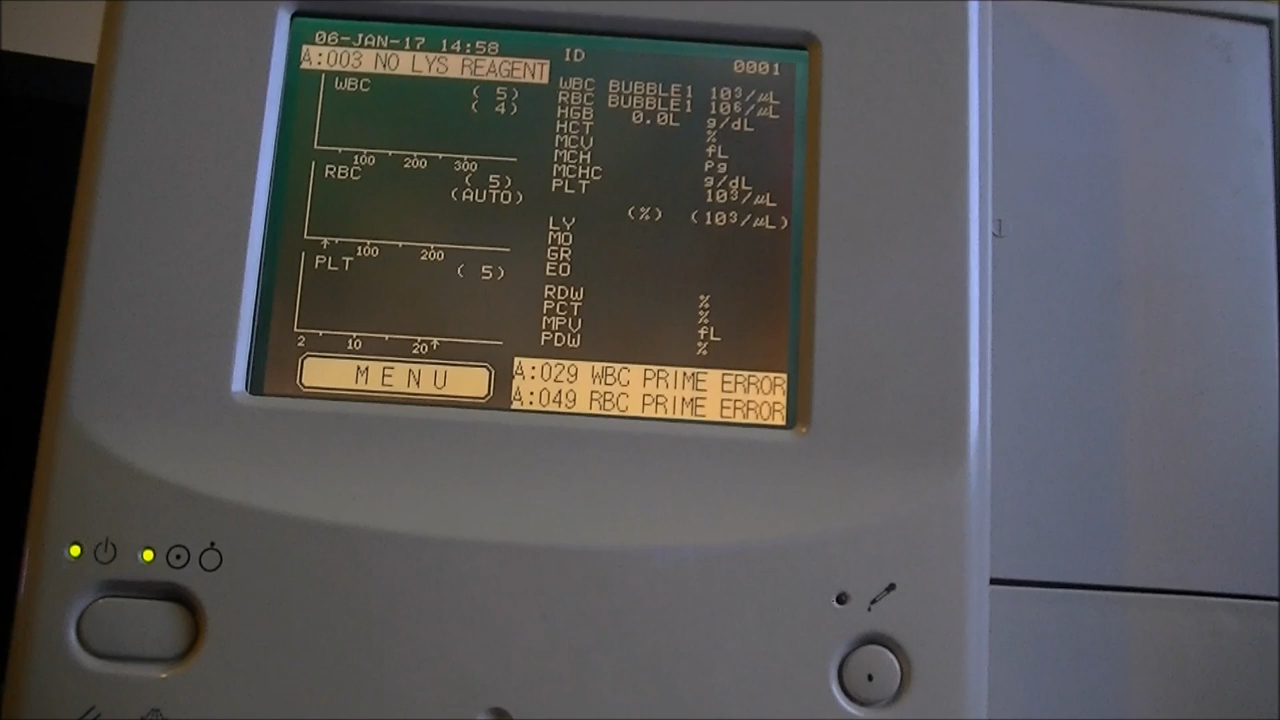 06-JAN-17 14:58
A:003 NO LYS REAGENT
ID 0001
WBC ( 5)
( 4)
100 200 300
RBC ( 5)
(AUTO)
100 200
PLT ( 5)
2 10 20
MENU
WBC BUBBLE1 10³/µL
RBC BUBBLE1 10⁶/µL
HGB 0.0L g/dL
HCT %
MCV fL
MCH Pg
MCHC g/dL
PLT 10³/µL
(%) (10³/µL)
LY
MO
GR
EO
RDW %
PCT %
MPV fL
PDW %
A:029 WBC PRIME ERROR
A:049 RBC PRIME ERROR